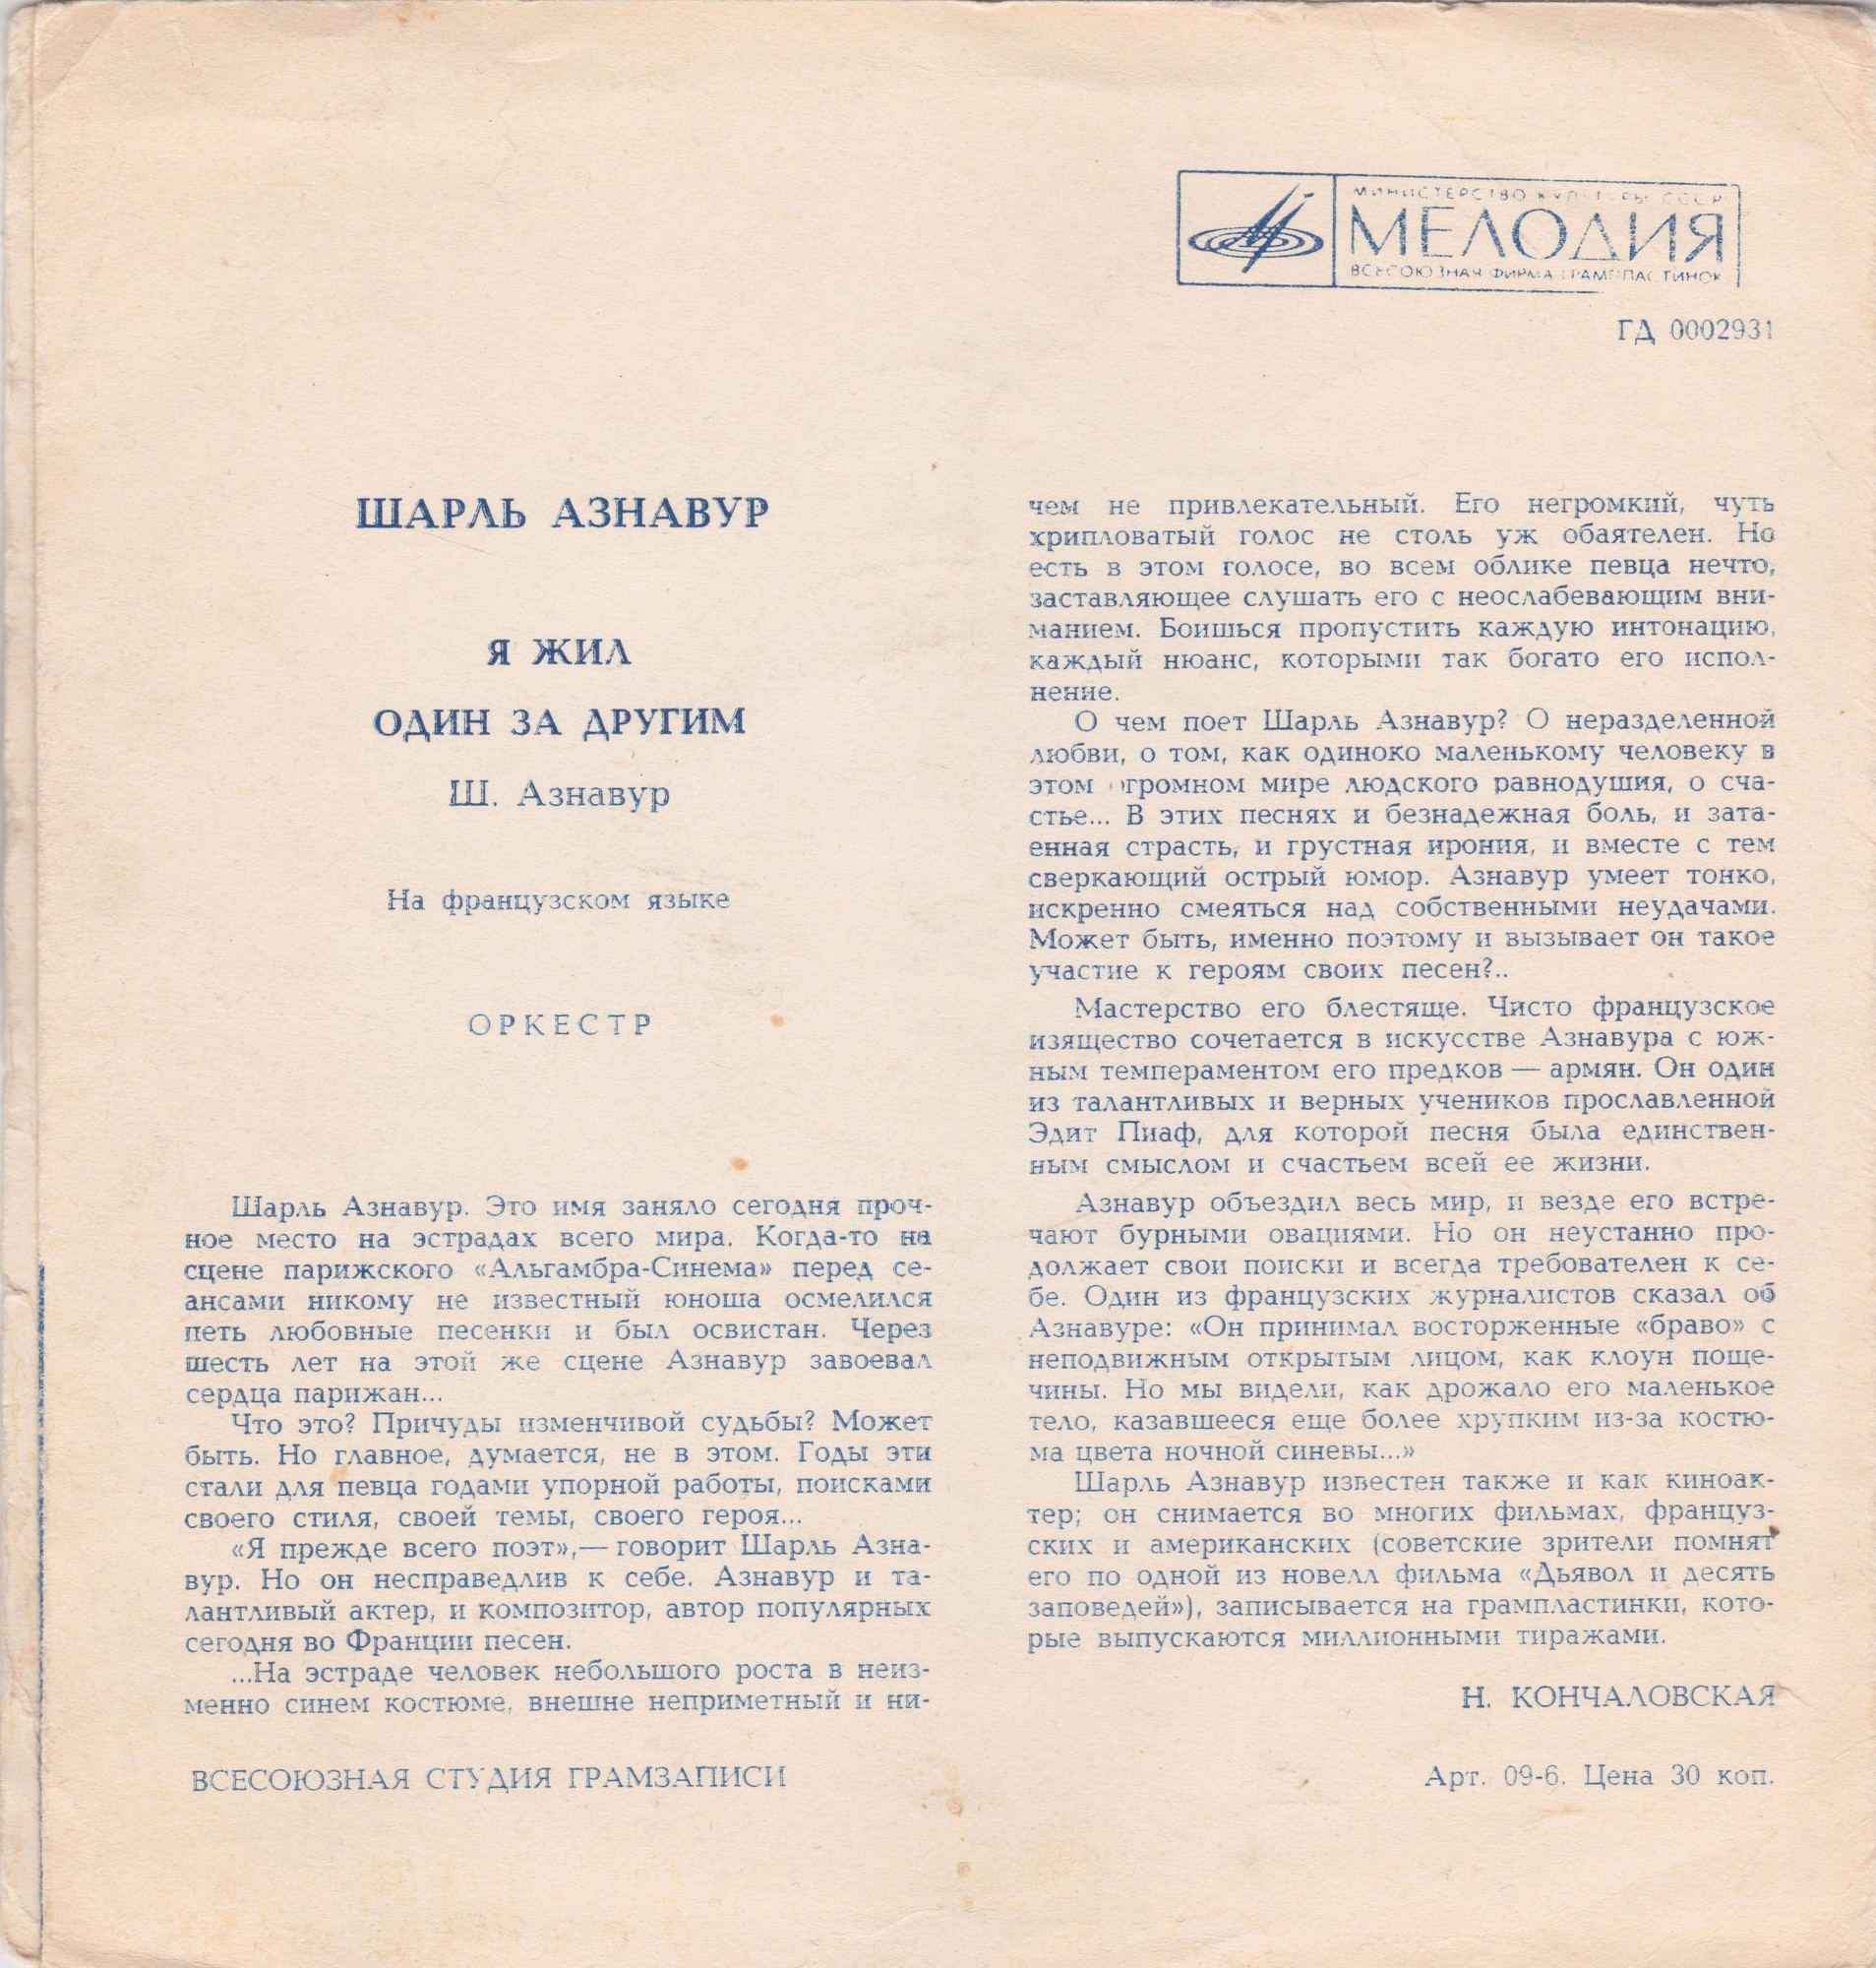 МИНИСТЕРСТВО КУЛЬТУРЫ СССР
МЕЛОДИЯ
ВСЕСОЮЗНАЯ ФИРМА ГРАМПЛАСТИНОК
ГД 0002931
ШАРЛЬ АЗНАВУР
Я ЖИЛ
ОДИН ЗА ДРУГИМ
Ш. Азнавур
На французском языке
ОРКЕСТР
Шарль Азнавур. Это имя заняло сегодня проч-
ное место на эстрадах всего мира. Когда-то на
сцене парижского «Альгамбра-Синема» перед се-
ансами никому не известный юноша осмелился
петь любовные песенки и был освистан. Через
шесть лет на этой же сцене Азнавур завоевал
сердца парижан...
Что это? Причуды изменчивой судьбы? Может
быть. Но главное, думается, не в этом. Годы эти
стали для певца годами упорной работы, поисками
своего стиля, своей темы, своего героя...
«Я прежде всего поэт»,— говорит Шарль Азна-
вур. Но он несправедлив к себе. Азнавур и та-
лантливый актер, и композитор, автор популярных
сегодня во Франции песен.
...На эстраде человек небольшого роста в неиз-
менно синем костюме, внешне неприметный и ни-
чем не привлекательный. Его негромкий, чуть
хрипловатый голос не столь уж обаятелен. Но
есть в этом голосе, во всем облике певца нечто,
заставляющее слушать его с неослабевающим вни-
манием. Боишься пропустить каждую интонацию,
каждый нюанс, которыми так богато его испол-
нение.
О чем поет Шарль Азнавур? О неразделенной
любви, о том, как одиноко маленькому человеку в
этом огромном мире людского равнодушия, о сча-
стье... В этих песнях и безнадежная боль, и зата-
енная страсть, и грустная ирония, и вместе с тем
сверкающий острый юмор. Азнавур умеет тонко,
искренно смеяться над собственными неудачами.
Может быть, именно поэтому и вызывает он такое
участие к героям своих песен?..
Мастерство его блестяще. Чисто французское
изящество сочетается в искусстве Азнавура с юж-
ным темпераментом его предков — армян. Он один
из талантливых и верных учеников прославленной
Эдит Пиаф, для которой песня была единствен-
ным смыслом и счастьем всей ее жизни.
Азнавур объездил весь мир, и везде его встре-
чают бурными овациями. Но он неустанно про-
должает свои поиски и всегда требователен к се-
бе. Один из французских журналистов сказал об
Азнавуре: «Он принимал восторженные «браво» с
неподвижным открытым лицом, как клоун поще-
чины. Но мы видели, как дрожало его маленькое
тело, казавшееся еще более хрупким из-за костю-
ма цвета ночной синевы...»
Шарль Азнавур известен также и как киноак-
тер; он снимается во многих фильмах, француз-
ских и американских (советские зрители помнят
его по одной из новелл фильма «Дьявол и десять
заповедей»), записывается на грампластинки, кото-
рые выпускаются миллионными тиражами.
Н. КОНЧАЛОВСКАЯ
ВСЕСОЮЗНАЯ СТУДИЯ ГРАМЗАПИСИ
Арт. 09-6. Цена 30 коп.